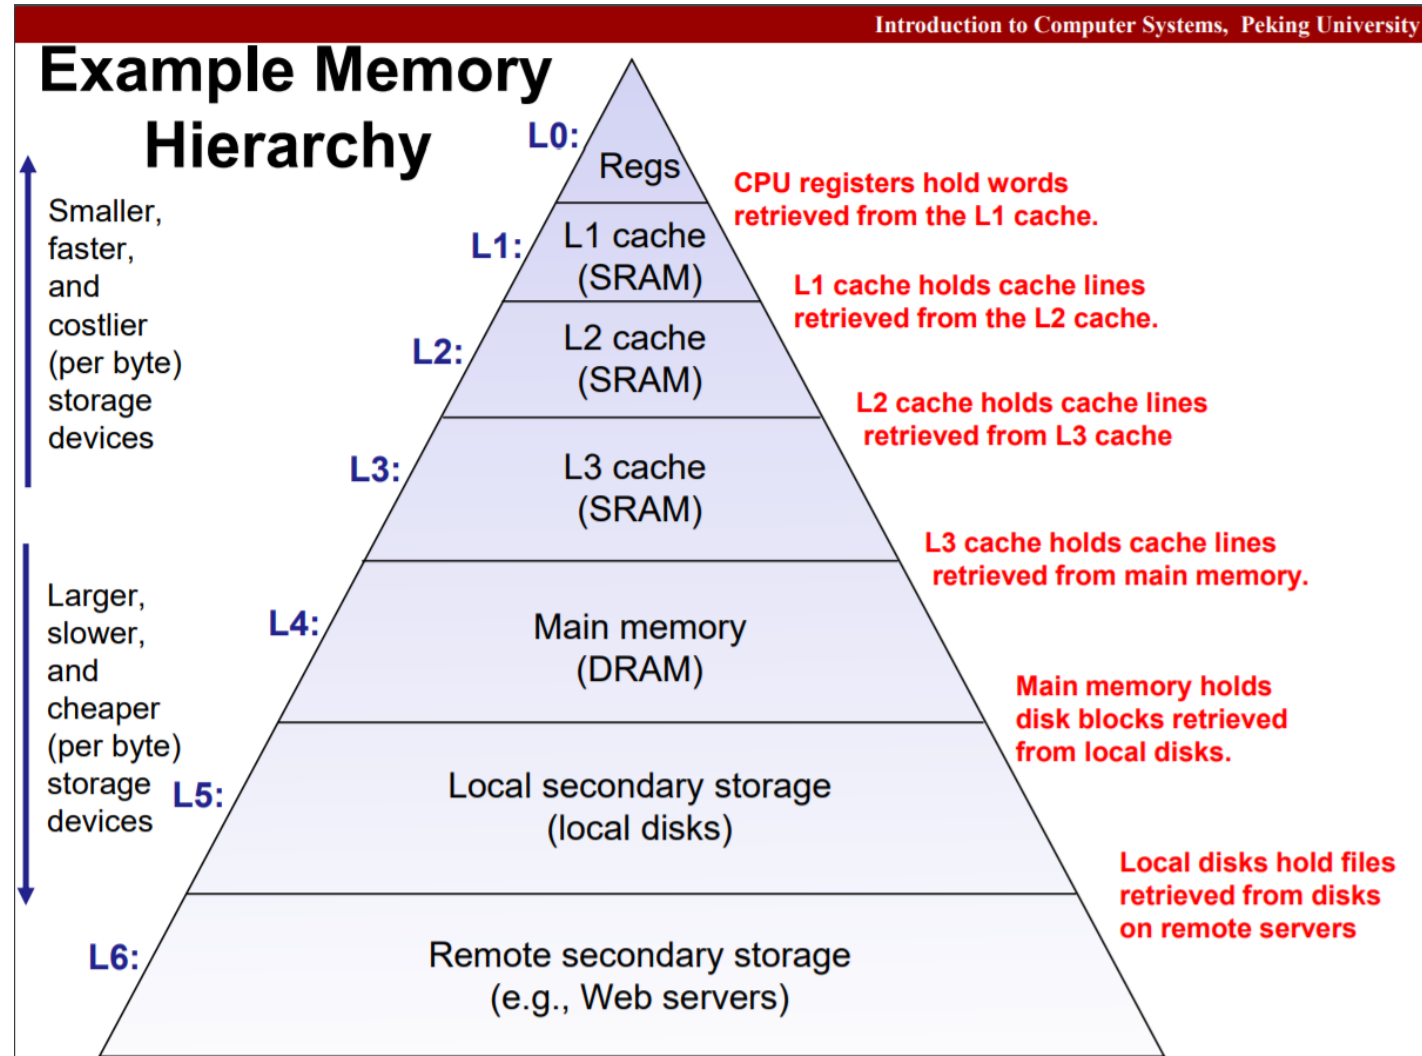 Introduction to Computer Systems, Peking University
Example Memory
Hierarchy
Smaller,
faster,
and
costlier
(per byte)
storage
devices
Larger,
slower,
and
cheaper
(per byte)
storage
devices
L0:
Regs
CPU registers hold words
retrieved from the L1 cache.
L1:
L1 cache
(SRAM)
L1 cache holds cache lines
retrieved from the L2 cache.
L2:
L2 cache
(SRAM)
L2 cache holds cache lines
retrieved from L3 cache
L3:
L3 cache
(SRAM)
L3 cache holds cache lines
retrieved from main memory.
L4:
Main memory
(DRAM)
Main memory holds
disk blocks retrieved
from local disks.
L5:
Local secondary storage
(local disks)
Local disks hold files
retrieved from disks
on remote servers
L6:
Remote secondary storage
(e.g., Web servers)